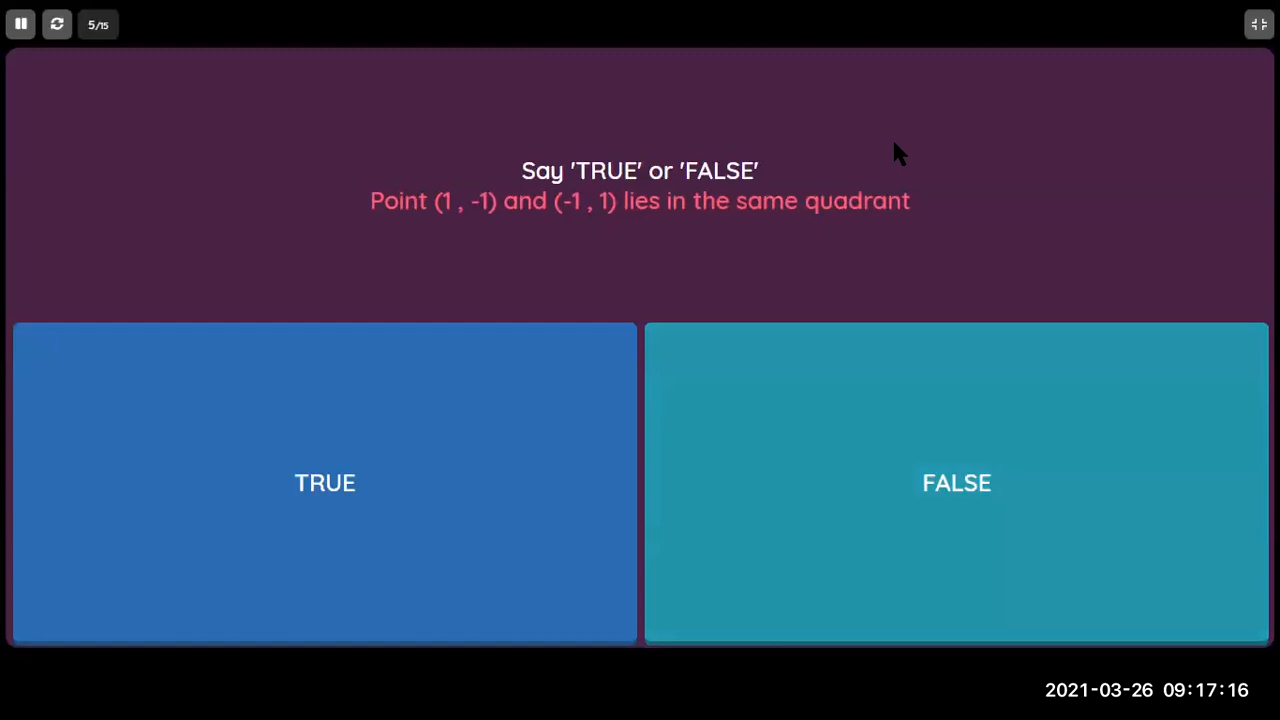 5/15
Say 'TRUE' or 'FALSE'
Point (1 , -1) and (-1 , 1) lies in the same quadrant
TRUE
FALSE
2021-03-26 09:17:16